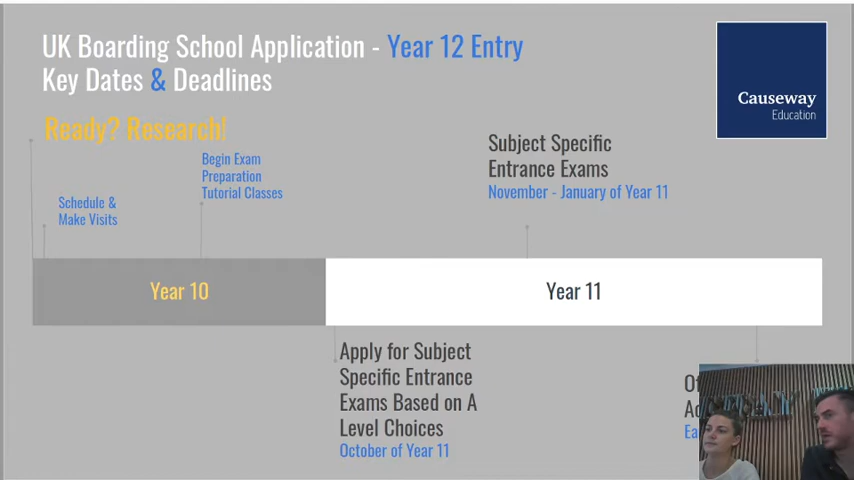 UK Boarding School Application - Year 12 Entry
Key Dates & Deadlines
Causeway
Education
Ready? Research!
Schedule &
Make Visits
Begin Exam
Preparation
Tutorial Classes
Subject Specific
Entrance Exams
November - January of Year 11
Year 10
Year 11
Apply for Subject
Specific Entrance
Exams Based on A
Level Choices
October of Year 11